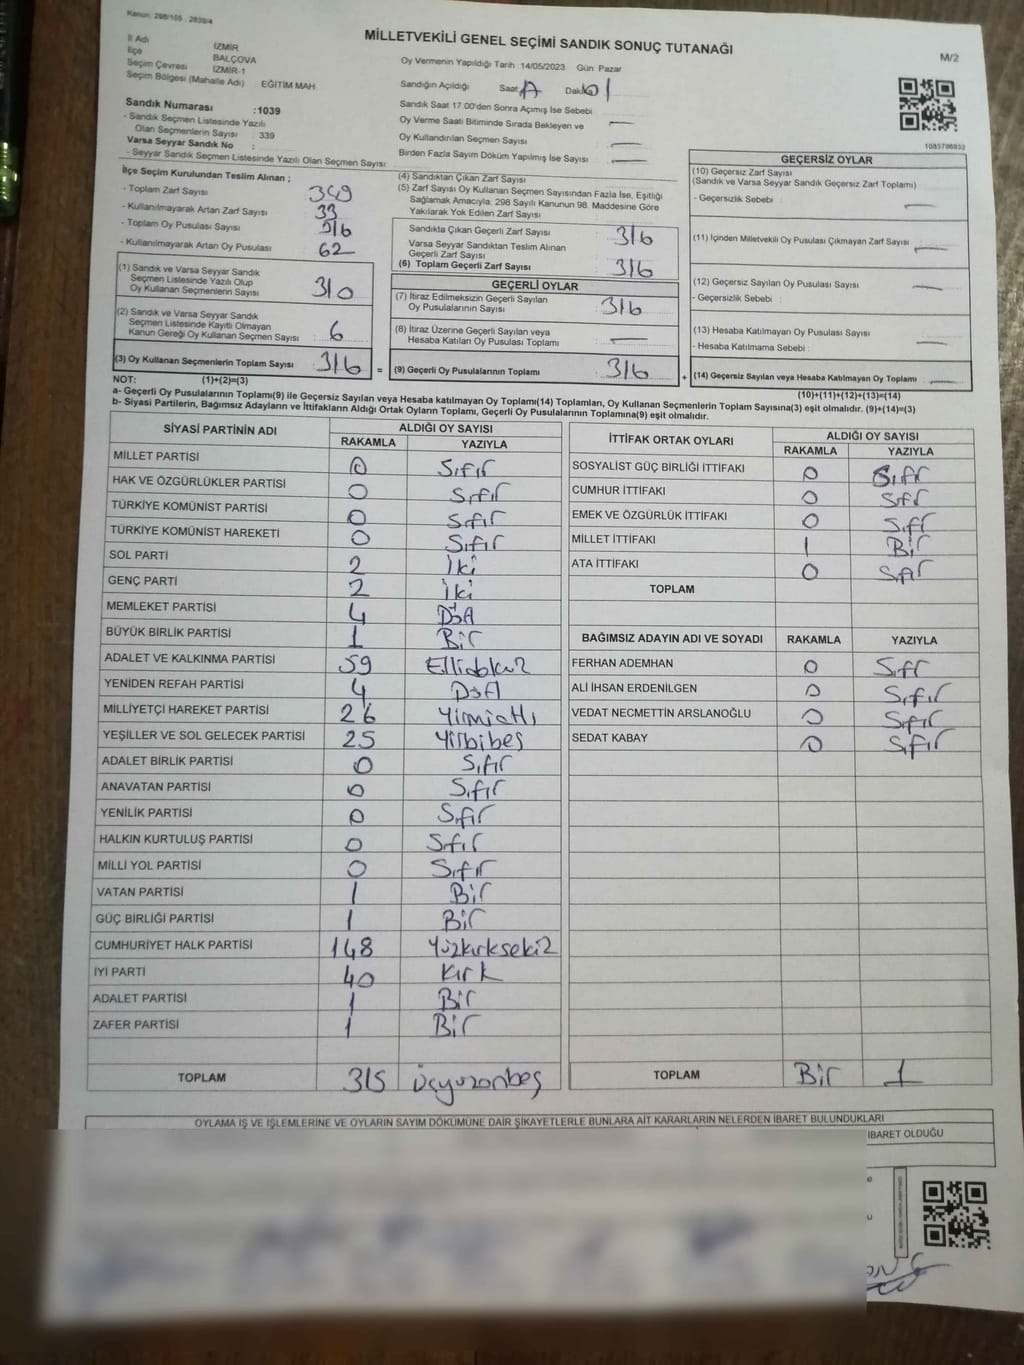 Kanun: 298/105 , 2839/4
MİLLETVEKİLİ GENEL SEÇİMİ SANDIK SONUÇ TUTANAĞI
M/2
İl Adı İZMİR
İlçe BALÇOVA
Seçim Çevresi İZMİR-1
Seçim Bölgesi (Mahalle Adı) EĞİTİM MAH.
Oy Vermenin Yapıldığı Tarih : 14/05/2023 Gün Pazar
Sandığın Açıldığı Saat Daki
Sandık Saat 17.00'den Sonra Açımış İse Sebebi
Oy Verme Saati Bitiminde Sırada Bekleyen ve
Oy Kullandırılan Seçmen Sayısı
Birden Fazla Sayım Döküm Yapılmış İse Sayısı
Sandık Numarası : 1039
- Sandık Seçmen Listesinde Yazılı
Olan Seçmenlerin Sayısı : 339
Varsa Seyyar Sandık No :
- Seyyar Sandık Seçmen Listesinde Yazılı Olan Seçmen Sayısı:
1083796832
İlçe Seçim Kurulundan Teslim Alınan ;
- Toplam Zarf Sayısı 349
- Kullanılmayarak Artan Zarf Sayısı 33
- Toplam Oy Pusulası Sayısı
- Kullanılmayarak Artan Oy Pusulası 62
(1) Sandık ve Varsa Seyyar Sandık
Seçmen Listesinde Yazılı Olup
Oy Kullanan Seçmenlerin Sayısı 310
(2) Sandık ve Varsa Seyyar Sandık
Seçmen Listesinde Kayıtlı Olmayan
Kanun Gereği Oy Kullanan Seçmen Sayısı 6
(3) Oy Kullanan Seçmenlerin Toplam Sayısı 316 =
(4) Sandıktan Çıkan Zarf Sayısı
(5) Zarf Sayısı Oy Kullanan Seçmen Sayısından Fazla İse, Eşitliği
Sağlamak Amacıyla; 298 Sayılı Kanunun 98. Maddesine Göre
Yakılarak Yok Edilen Zarf Sayısı
Sandıkta Çıkan Geçerli Zarf Sayısı : 316
Varsa Seyyar Sandıktan Teslim Alınan
Geçerli Zarf Sayısı
(6) Toplam Geçerli Zarf Sayısı 316
GEÇERLİ OYLAR
(7) İtiraz Edilmeksizin Geçerli Sayılan
Oy Pusulalarının Sayısı : 316
(8) İtiraz Üzerine Geçerli Sayılan veya
Hesaba Katılan Oy Pusulası Toplamı :
(9) Geçerli Oy Pusulalarının Toplamı : 316 +
GEÇERSİZ OYLAR
(10) Geçersiz Zarf Sayısı
(Sandık ve Varsa Seyyar Sandık Geçersiz Zarf Toplamı)
- Geçersizlik Sebebi :
(11) İçinden Milletvekili Oy Pusulası Çıkmayan Zarf Sayısı
(12) Geçersiz Sayılan Oy Pusulası Sayısı
- Geçersizlik Sebebi :
(13) Hesaba Katılmayan Oy Pusulası Sayısı
- Hesaba Katılmama Sebebi :
(14) Geçersiz Sayılan veya Hesaba Katılmayan Oy Toplamı :
NOT: (1)+(2)=(3)
(10)+(11)+(12)+(13)=(14)
a- Geçerli Oy Pusulalarının Toplamı(9) ile Geçersiz Sayılan veya Hesaba Katılmayan Oy Toplamı(14) Toplamları, Oy Kullanan Seçmenlerin Toplam Sayısına(3) eşit olmalıdır. (9)+(14)=(3)
b- Siyasi Partilerin, Bağımsız Adayların ve İttifakların Aldığı Ortak Oyların Toplamı, Geçerli Oy Pusulalarının Toplamına(9) eşit olmalıdır.
SİYASİ PARTİNİN ADI ALDIĞI OY SAYISI
RAKAMLA YAZIYLA
MİLLET PARTİSİ 0 Sıfır
HAK VE ÖZGÜRLÜKLER PARTİSİ 0 Sıfır
TÜRKİYE KOMÜNİST PARTİSİ 0 Sıfır
TÜRKİYE KOMÜNİST HAREKETİ 0 Sıfır
SOL PARTİ 2 İki
GENÇ PARTİ 2 İki
MEMLEKET PARTİSİ 4 Dört
BÜYÜK BİRLİK PARTİSİ 1 Bir
ADALET VE KALKINMA PARTİSİ 59 Ellidokuz
YENİDEN REFAH PARTİSİ 4 Dört
MİLLİYETÇİ HAREKET PARTİSİ 26 Yirmialtı
YEŞİLLER VE SOL GELECEK PARTİSİ 25
ADALET BİRLİK PARTİSİ 0 Sıfır
ANAVATAN PARTİSİ 0 Sıfır
YENİLİK PARTİSİ 0 Sıfır
HALKIN KURTULUŞ PARTİSİ 0 Sıfır
MİLLİ YOL PARTİSİ 0 Sıfır
VATAN PARTİSİ 1 Bir
GÜÇ BİRLİĞİ PARTİSİ 1 Bir
CUMHURİYET HALK PARTİSİ 148 Yüzkırksekiz
İYİ PARTİ 40 Kırk
ADALET PARTİSİ 1 Bir
ZAFER PARTİSİ 1 Bir
TOPLAM 315 Üçyüzonbeş
İTTİFAK ORTAK OYLARI ALDIĞI OY SAYISI
RAKAMLA YAZIYLA
SOSYALİST GÜÇ BİRLİĞİ İTTİFAKI 0 Sıfır
CUMHUR İTTİFAKI 0 Sıfır
EMEK VE ÖZGÜRLÜK İTTİFAKI 0 Sıfır
MİLLET İTTİFAKI 1 Bir
ATA İTTİFAKI 0 Sıfır
TOPLAM
BAĞIMSIZ ADAYIN ADI VE SOYADI RAKAMLA YAZIYLA
FERHAN ADEMHAN 0 Sıfır
ALİ İHSAN ERDENİLGEN 0 Sıfır
VEDAT NECMETTİN ARSLANOĞLU 0 Sıfır
SEDAT KABAY 0 Sıfır
TOPLAM Bir 1
OYLAMA İŞ VE İŞLEMLERİNE VE OYLARIN SAYIM DÖKÜMÜNE DAİR ŞİKAYETLERLE BUNLARA AİT KARARLARIN NELERDEN İBARET BULUNDUKLARI
İBARET OLDUĞU